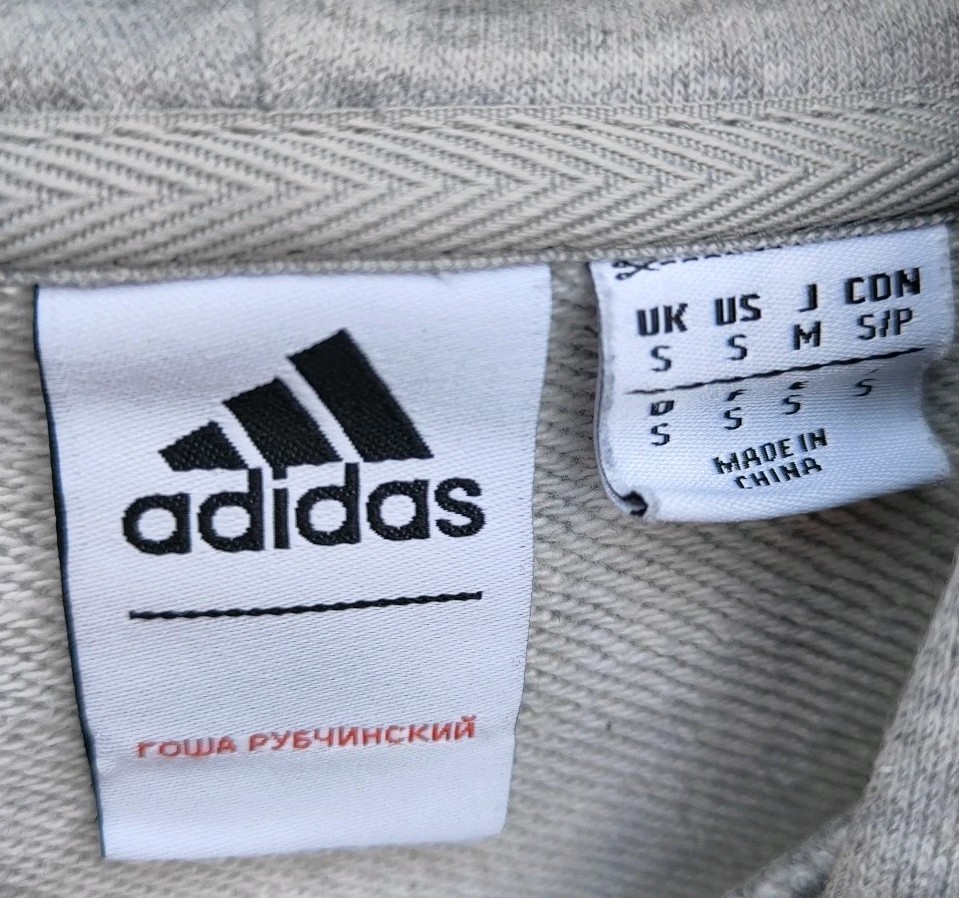 adidas
ГОША РУБЧИНСКИЙ
UK US J CDN
S S M S/P
D F E
S S S S
MADE IN
CHINA